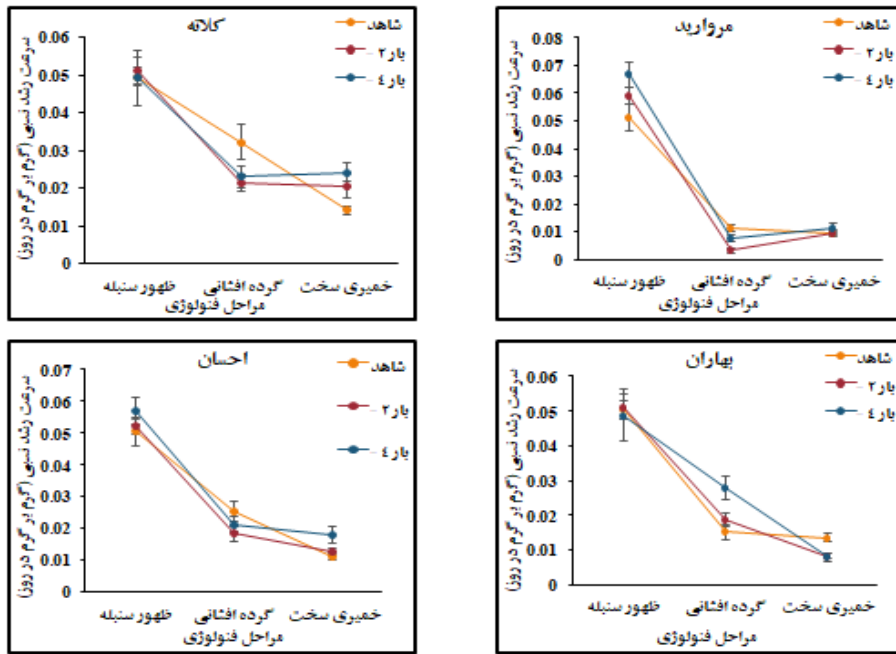 کلاته
شاهد
بار ۲-
بار ٤-
سرعت رشد نسبی (گرم بر گرم در روز)
0.06
0.05
0.04
0.03
0.02
0.01
0
ظهور سنبله
گرده افشانی
خمیری سخت
مراحل فنولوژی
مروارید
شاهد
بار ۲-
بار ٤-
سرعت رشد نسبی (گرم بر گرم در روز)
0.08
0.07
0.06
0.05
0.04
0.03
0.02
0.01
0
ظهور سنبله
گرده افشانی
خمیری سخت
مراحل فنولوژی
احسان
شاهد
بار ۲-
بار ٤-
سرعت رشد نسبی (گرم بر گرم در روز)
0.07
0.06
0.05
0.04
0.03
0.02
0.01
0
ظهور سنبله
گرده افشانی
خمیری سخت
مراحل فنولوژی
بهاران
شاهد
بار ۲-
بار ٤-
سرعت رشد نسبی (گرم بر گرم در روز)
0.06
0.05
0.04
0.03
0.02
0.01
0
ظهور سنبله
گرده افشانی
خمیری سخت
مراحل فنولوژی